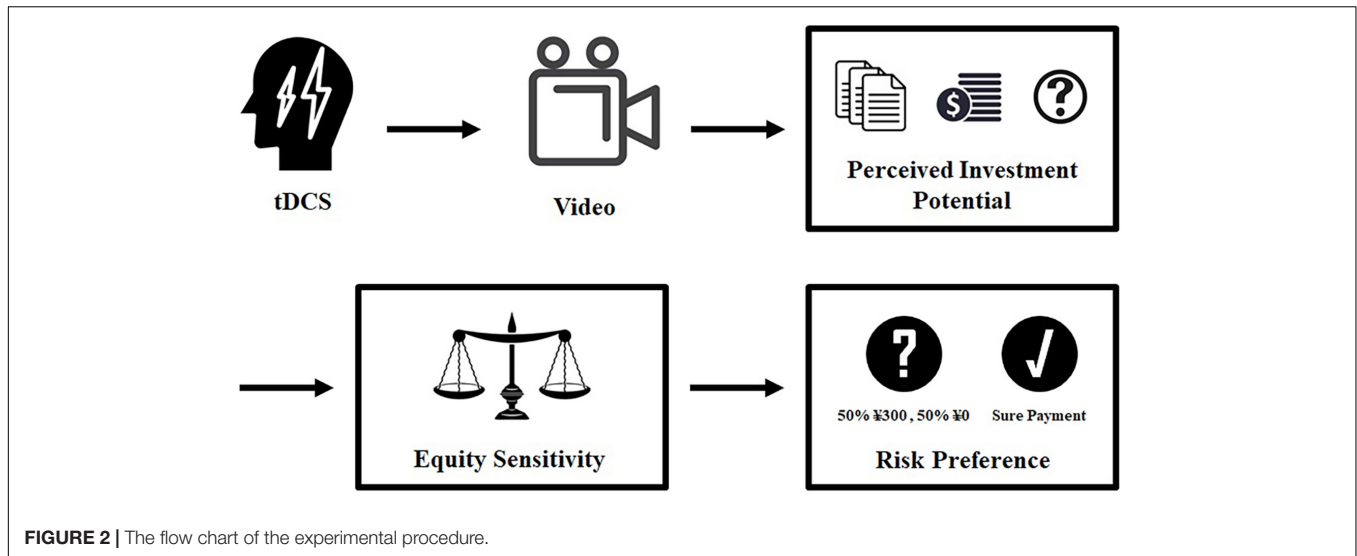 tDCS
Video
Perceived Investment
Potential
$
?
Equity Sensitivity
?
50% ¥300 , 50% ¥0
Sure Payment
Risk Preference
FIGURE 2 | The flow chart of the experimental procedure.